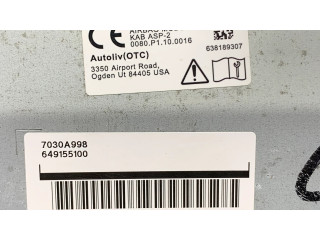 CE
KAB ASP-2
0080.P1.10.0016
638189307
Autoliv(OTC)
3350 Airport Road,
Ogden Ut 84405 USA
7030A998
649155100